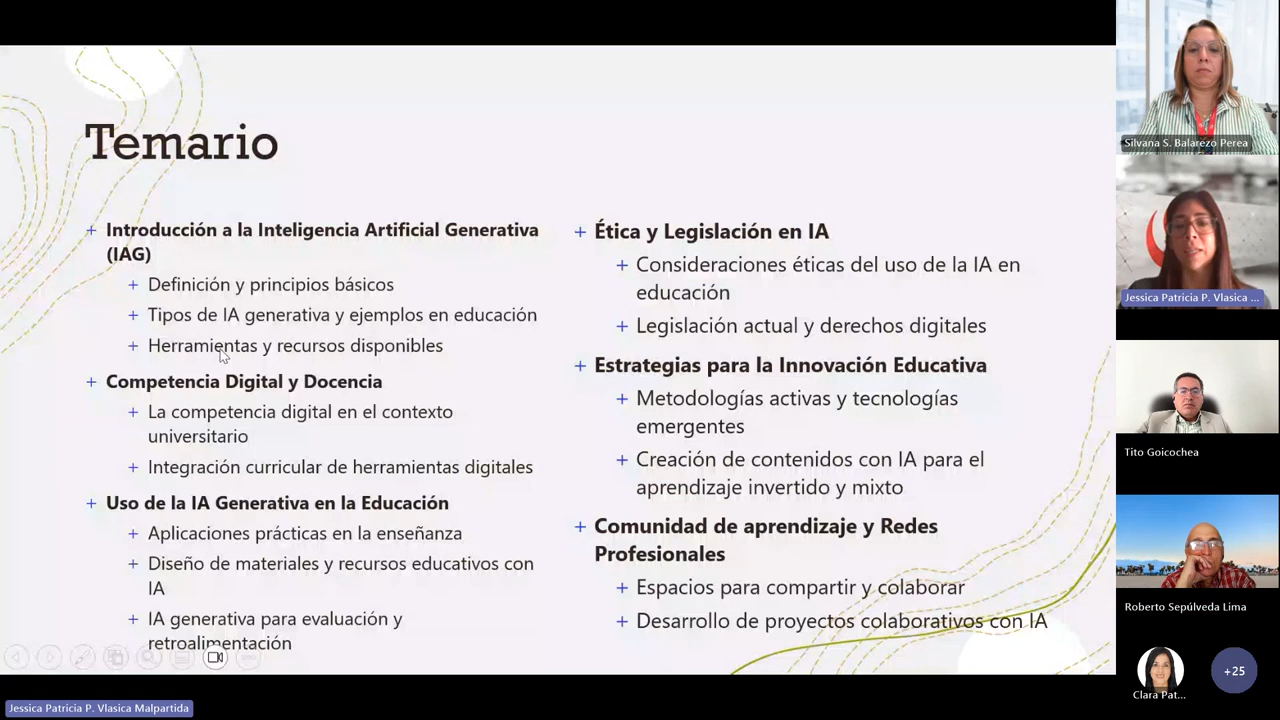 Temario
+ Introducción a la Inteligencia Artificial Generativa
(IAG)
+ Definición y principios básicos
+ Tipos de IA generativa y ejemplos en educación
+ Herramientas y recursos disponibles
+ Competencia Digital y Docencia
+ La competencia digital en el contexto
universitario
+ Integración curricular de herramientas digitales
+ Uso de la IA Generativa en la Educación
+ Aplicaciones prácticas en la enseñanza
+ Diseño de materiales y recursos educativos con
IA
+ IA generativa para evaluación y
retroalimentación
+ Ética y Legislación en IA
+ Consideraciones éticas del uso de la IA en
educación
+ Legislación actual y derechos digitales
+ Estrategias para la Innovación Educativa
+ Metodologías activas y tecnologías
emergentes
+ Creación de contenidos con IA para el
aprendizaje invertido y mixto
+ Comunidad de aprendizaje y Redes
Profesionales
+ Espacios para compartir y colaborar
+ Desarrollo de proyectos colaborativos con IA
Silvana S. Balarezo Perea
Jessica Patricia P. Vlasica ...
Tito Goicochea
Roberto Sepúlveda Lima
Clara Pat...
+25
Jessica Patricia P. Vlasica Malpartida